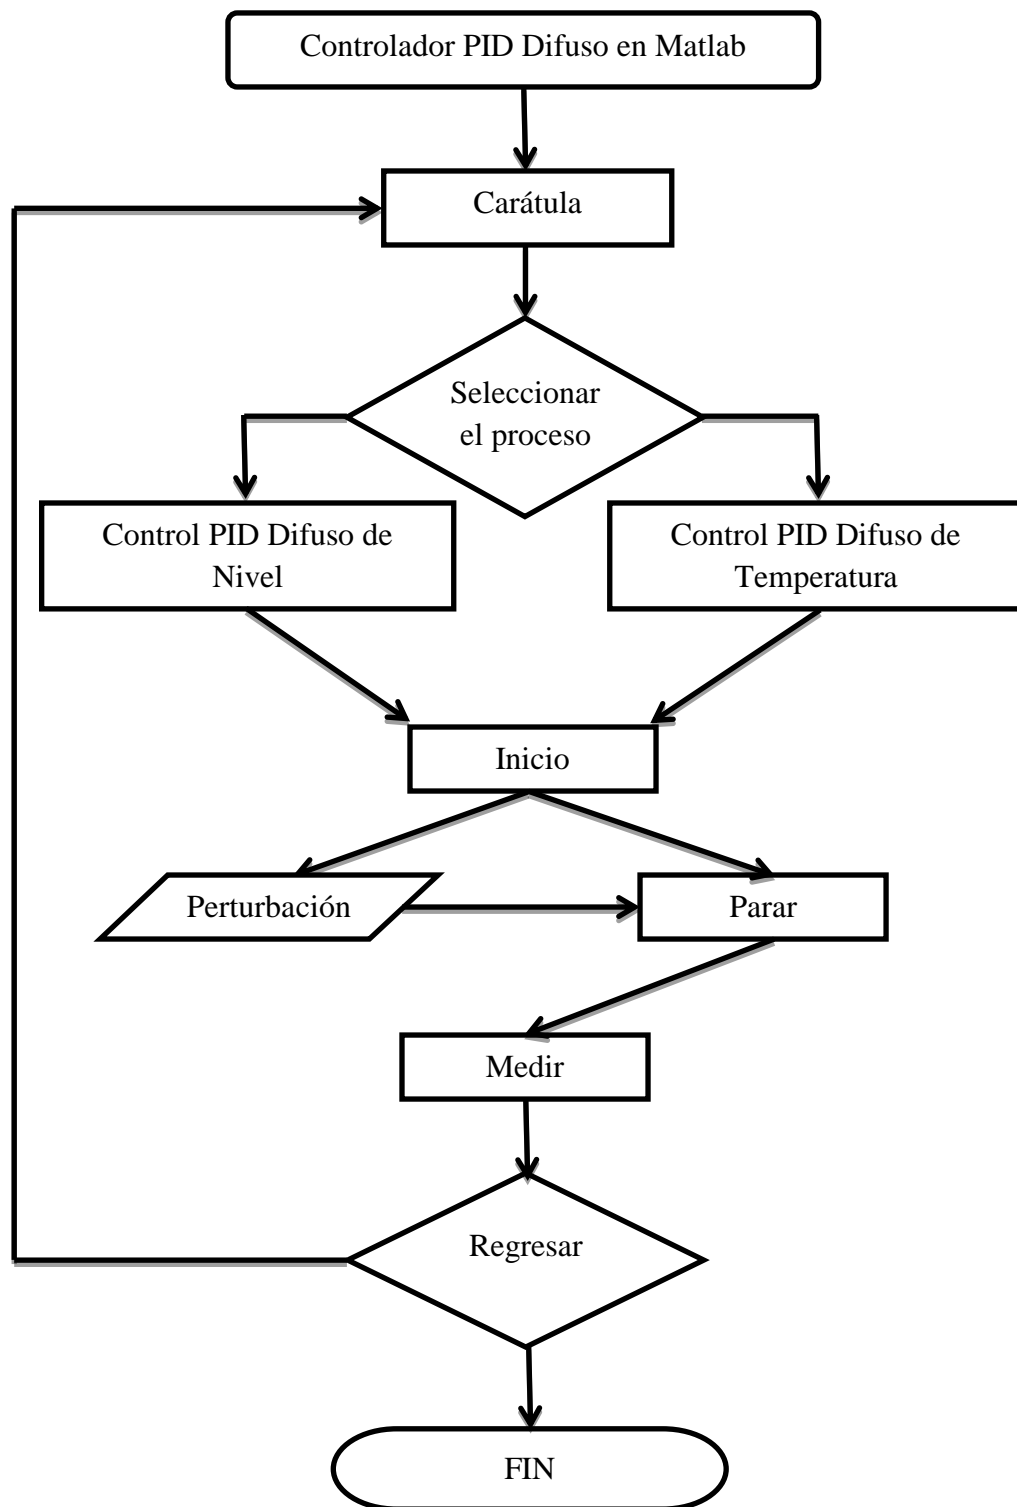 Controlador PID Difuso en Matlab
Carátula
Seleccionar
el proceso
Control PID Difuso de
Nivel
Control PID Difuso de
Temperatura
Inicio
Perturbación
Parar
Medir
Regresar
FIN